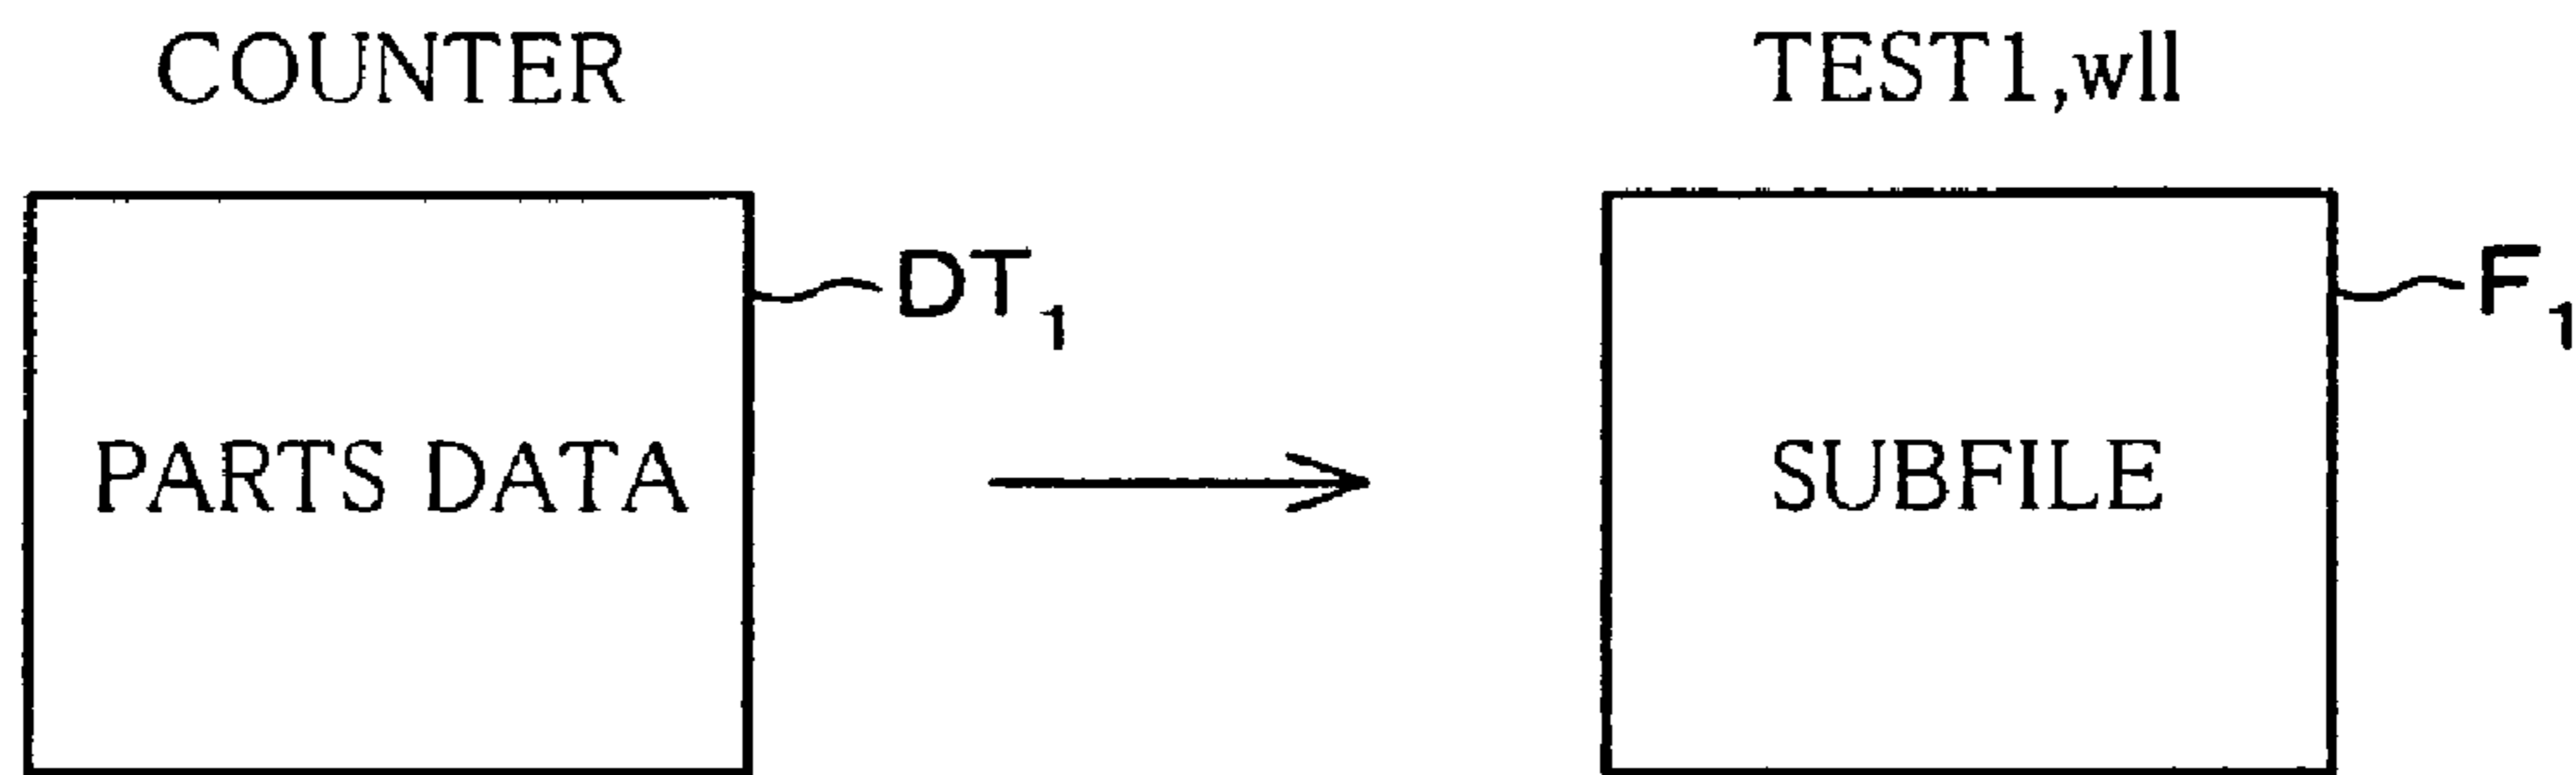 COUNTER
TEST1,wll
DT1
F1
PARTS DATA
SUBFILE